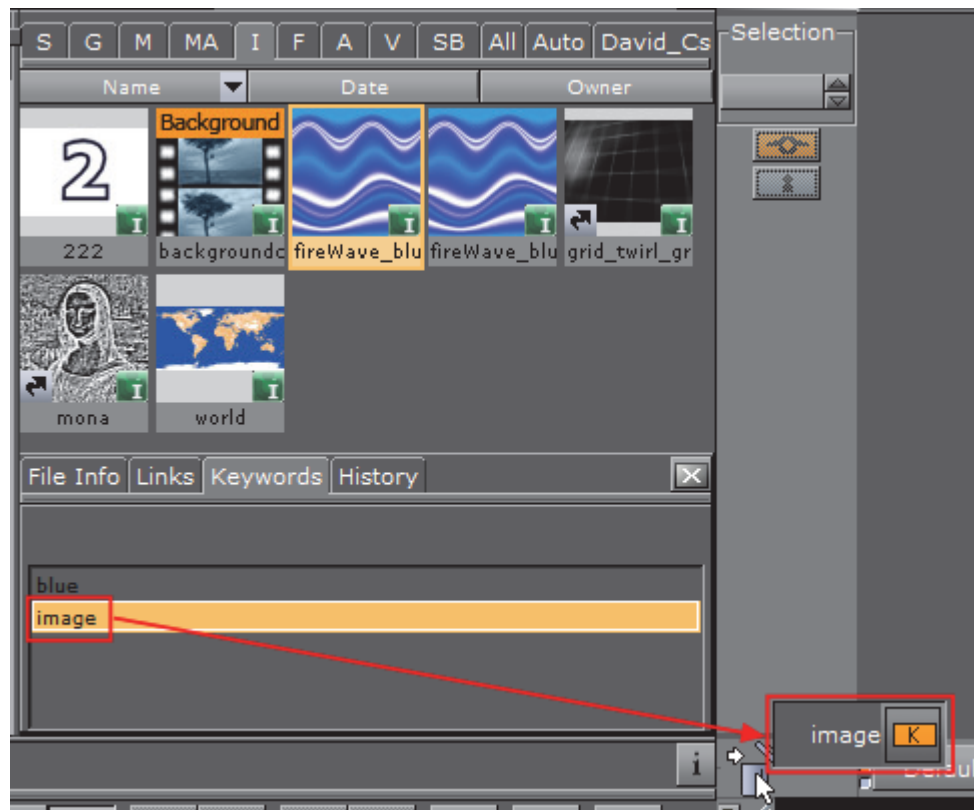 S G M MA I F A V SB All Auto David_Cs
Selection
Name Date Owner
Background
2
I I I I I
222 backgroundc fireWave_blu fireWave_blu grid_twirl_gr
I I
mona world
File Info Links Keywords History
blue
image
image K
i